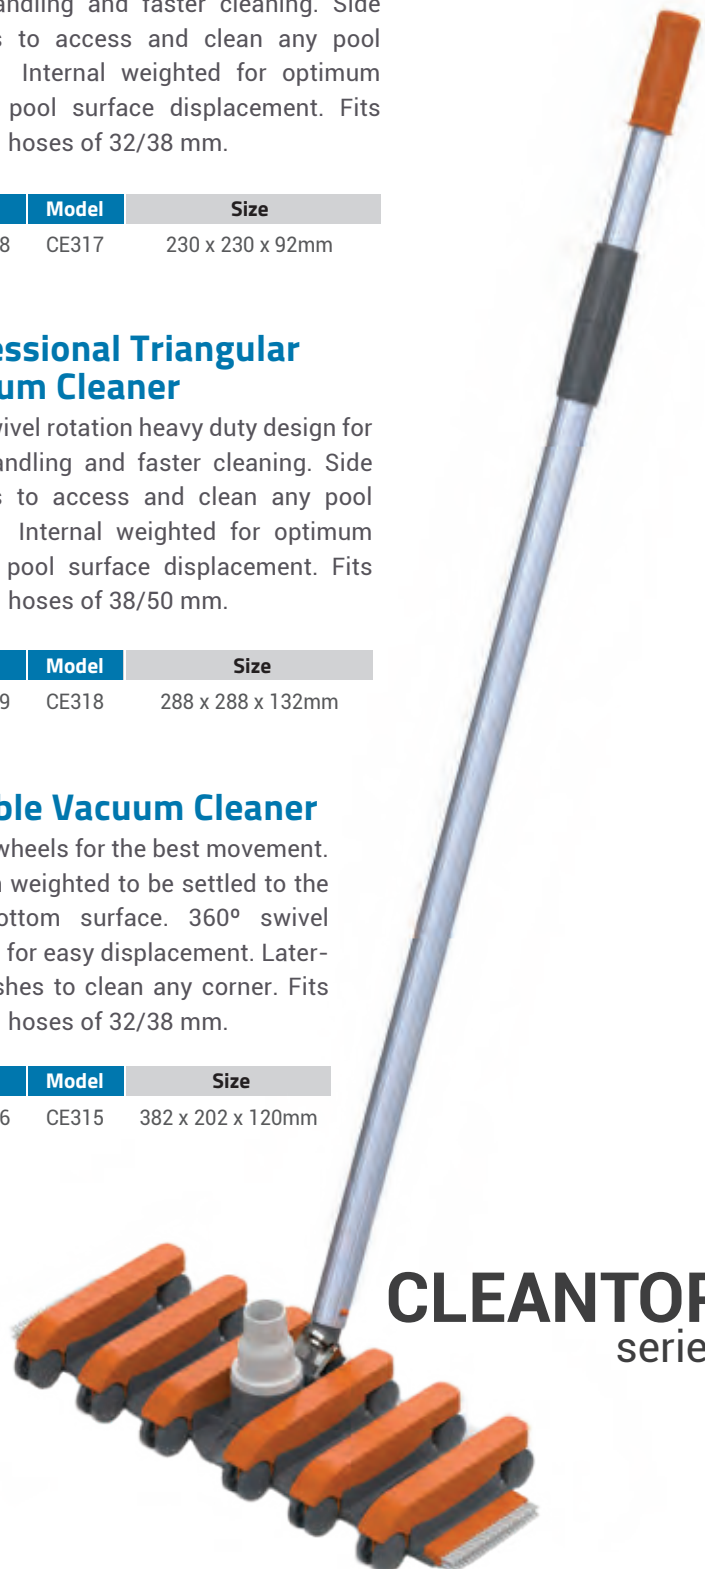 andling and faster cleaning. Side
s to access and clean any pool
Internal weighted for optimum
pool surface displacement. Fits
hoses of 32/38 mm.
Model Size
8 CE317 230 x 230 x 92mm
essional Triangular
um Cleaner
wivel rotation heavy duty design for
andling and faster cleaning. Side
s to access and clean any pool
Internal weighted for optimum
pool surface displacement. Fits
hoses of 38/50 mm.
Model Size
9 CE318 288 x 288 x 132mm
ble Vacuum Cleaner
wheels for the best movement.
n weighted to be settled to the
ottom surface. 360º swivel
for easy displacement. Later-
shes to clean any corner. Fits
hoses of 32/38 mm.
Model Size
6 CE315 382 x 202 x 120mm
CLEANTOP
serie